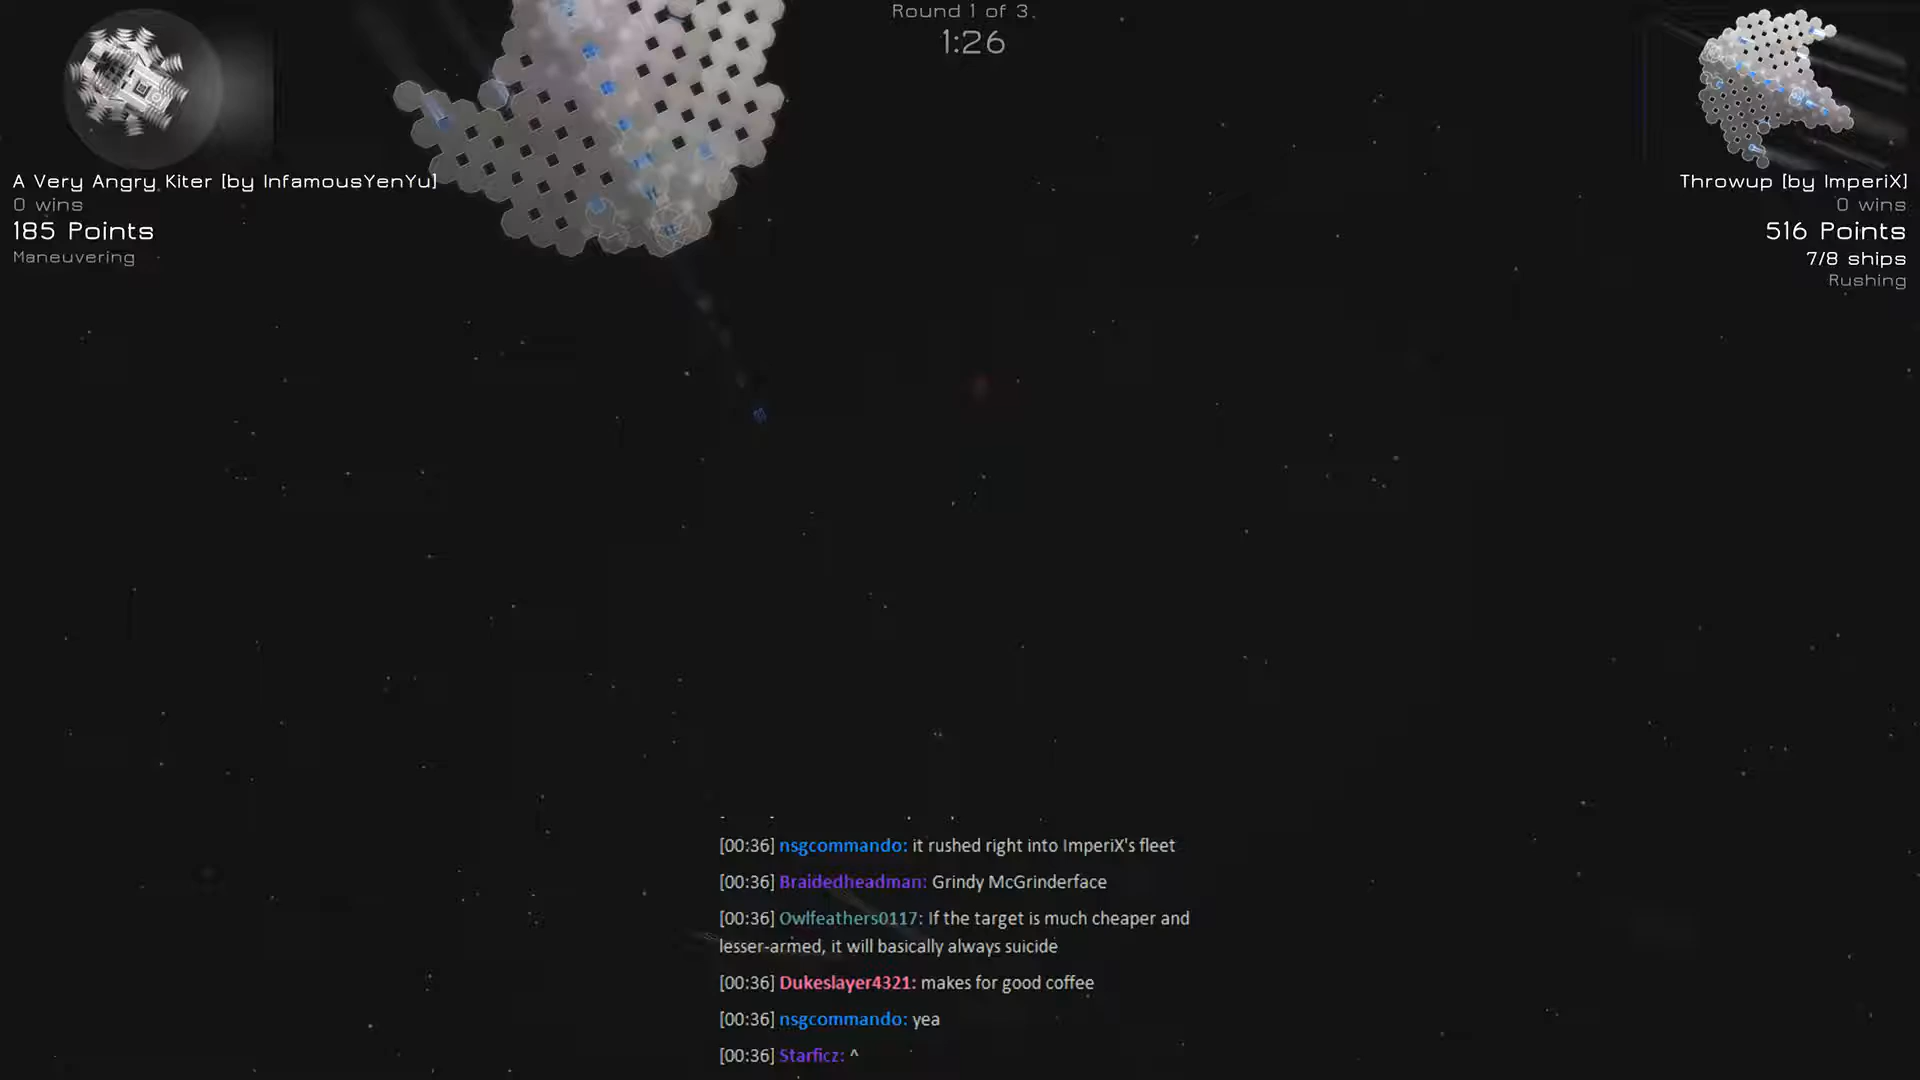 Round 1 of 3
1:26
A Very Angry Kiter [by InfamousYenYu]
0 wins
185 Points
Maneuvering
Throwup [by ImperiX]
0 wins
516 Points
7/8 ships
Rushing
[00:36] nsgcommando: it rushed right into ImperiX's fleet
[00:36] Braidedheadman: Grindy McGrinderface
[00:36] Owlfeathers0117: If the target is much cheaper and
lesser-armed, it will basically always suicide
[00:36] Dukeslayer4321: makes for good coffee
[00:36] nsgcommando: yea
[00:36] Starficz: ^